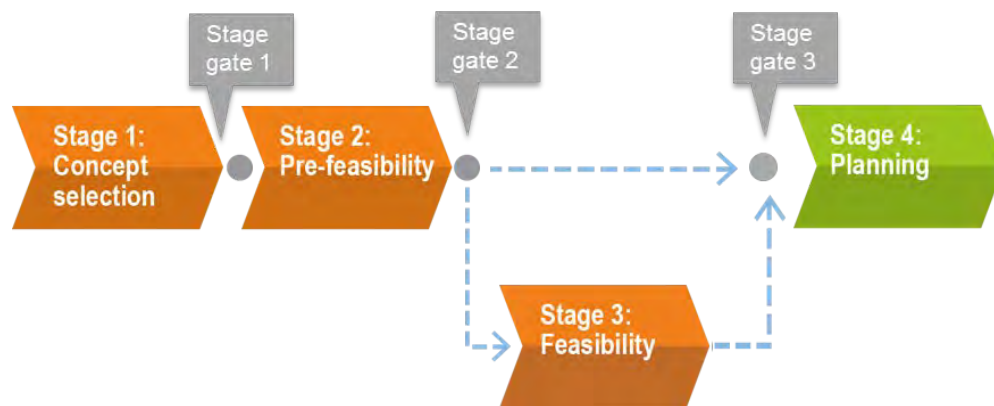 Stage
gate 1
Stage
gate 2
Stage
gate 3
Stage 1:
Concept
selection
Stage 2:
Pre-feasibility
Stage 4:
Planning
Stage 3:
Feasibility